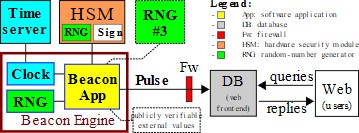 Time
server
HSM
RNG
Sign
RNG
#3
Legend:
App: software application
DB: database
Fw: firewall
HSM: hardware security module
RNG: random-number generator
Clock
RNG
Beacon
App
Beacon Engine
Pulse
Fw
publicly verifiable
external values
DB
(web
frontend)
queries
replies
Web
(users)